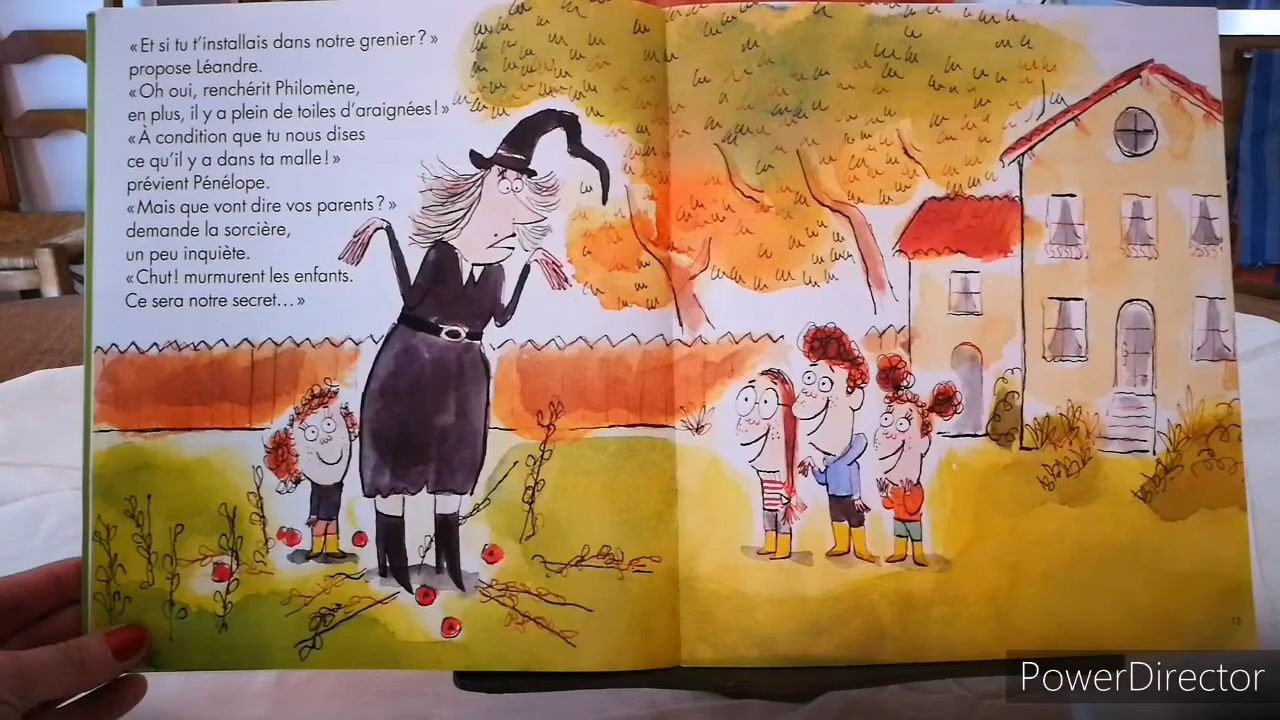 « Et si tu t’installais dans notre grenier ? »
propose Léandre.
« Oh oui, renchérit Philomène,
en plus, il y a plein de toiles d’araignées ! »
« À condition que tu nous dises
ce qu’il y a dans ta malle ! »
prévient Pénélope.
« Mais que vont dire vos parents ? »
demande la sorcière,
un peu inquiète.
« Chut ! murmurent les enfants.
Ce sera notre secret... »
13
PowerDirector